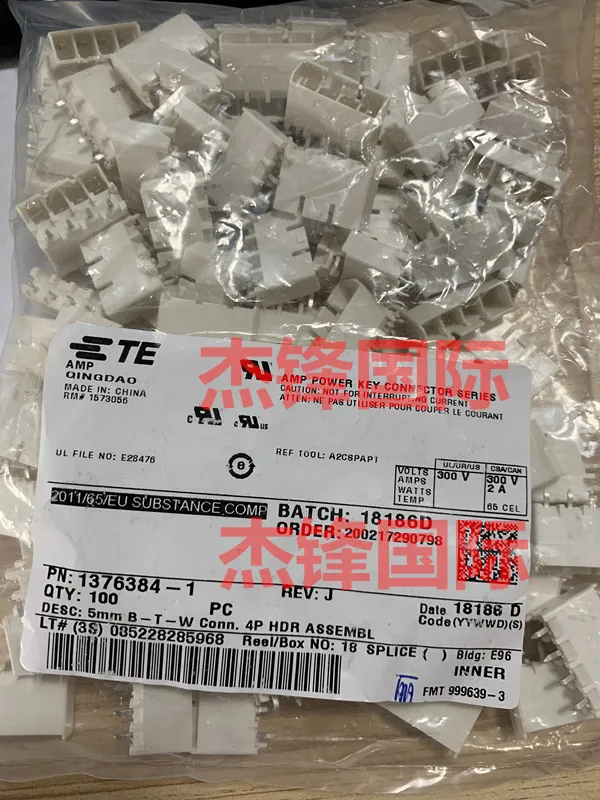 TE
AMP
QINGDAO
MADE IN: CHINA
RM# 1573056
杰锋国际
AMP POWER KEY CONNECTOR SERIES
CAUTION: NOT FOR INTERRUPTING CURRENT
ATTEN: NE PAS UTILISER POUR COUPER LE COURANT
UL FILE NO: E28476
REF TOOL: A2CSPAPT
UL/UR/US CSA/CAN
VOLTS 300 V 300 V
AMPS 2 A
WATTS
TEMP 65 CEL
2011/65/EU SUBSTANCE COMP
BATCH: 18186D
ORDER: 200217290798
杰锋国际
PN: 1376384-1
REV: J
QTY: 100 PC
Date 18186 D
Code(YYWWD)(S)
DESC: 5mm B-T-W Conn. 4P HDR ASSEMBL
LT# (3S) 085228285968 Reel/Box NO: 18 SPLICE ( ) Bldg: E96
INNER
FMT 999639-3